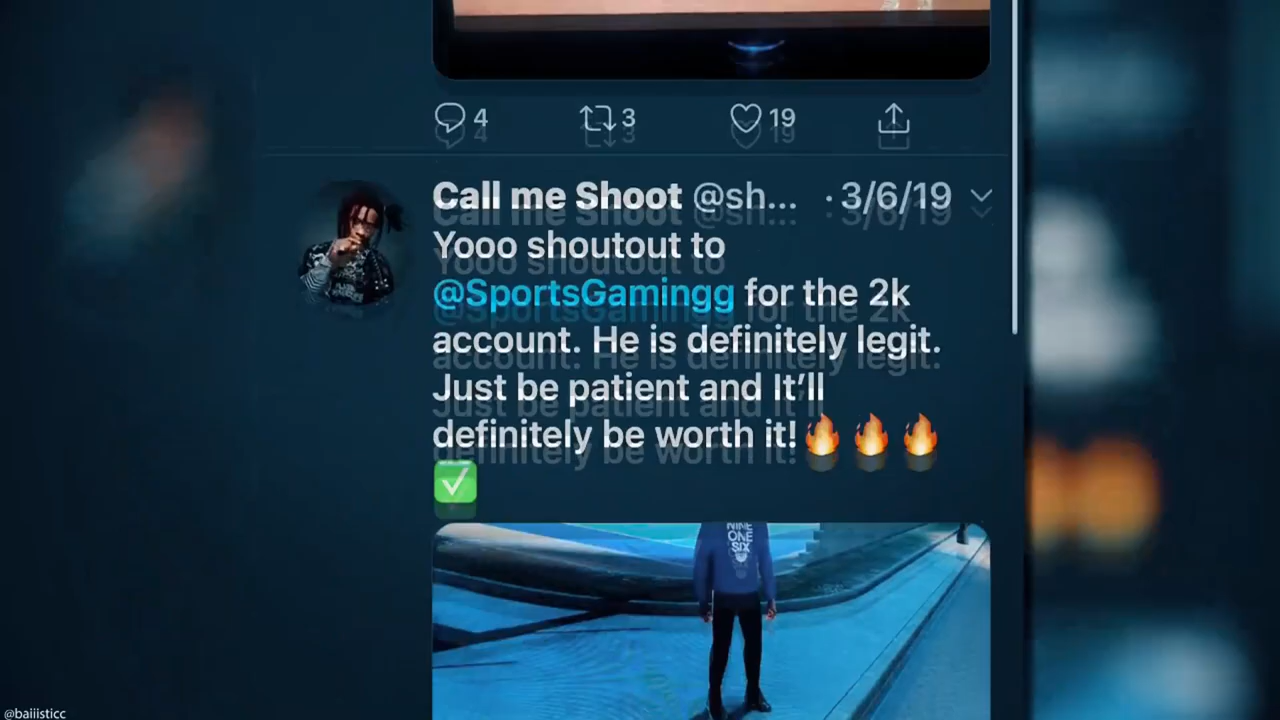 4 3 19
Call me Shoot @sh... · 3/6/19
Yooo shoutout to
@SportsGamingg for the 2k
account. He is definitely legit.
Just be patient and It’ll
definitely be worth it!🔥🔥🔥
✅
NINE
ONE
SIX
@baiiisticc